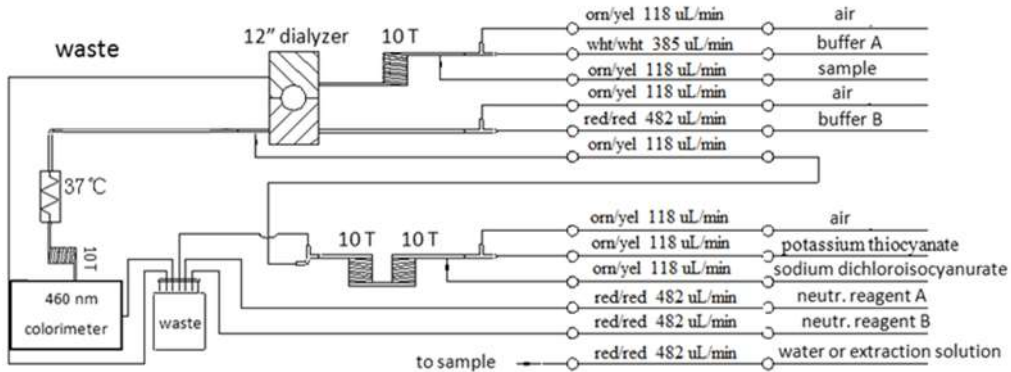 orn/yel 118 uL/min air
waste 12” dialyzer 10 T wht/wht 385 uL/min buffer A
orn/yel 118 uL/min sample
orn/yel 118 uL/min air
red/red 482 uL/min buffer B
orn/yel 118 uL/min
37℃
orn/yel 118 uL/min air
10 T 10 T orn/yel 118 uL/min potassium thiocyanate
10T orn/yel 118 uL/min sodium dichloroisocyanurate
460 nm
colorimeter
waste
red/red 482 uL/min neutr. reagent A
red/red 482 uL/min neutr. reagent B
to sample red/red 482 uL/min water or extraction solution